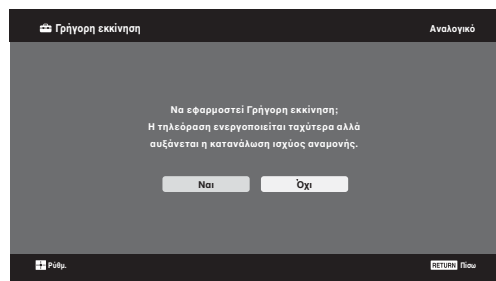 Γρήγορη εκκίνηση
Αναλογικό
Να εφαρμοστεί Γρήγορη εκκίνηση;
Η τηλεόραση ενεργοποιείται ταχύτερα αλλά
αυξάνεται η κατανάλωση ισχύος αναμονής.
Ναι
Όχι
Ρύθμ.
RETURN Πίσω